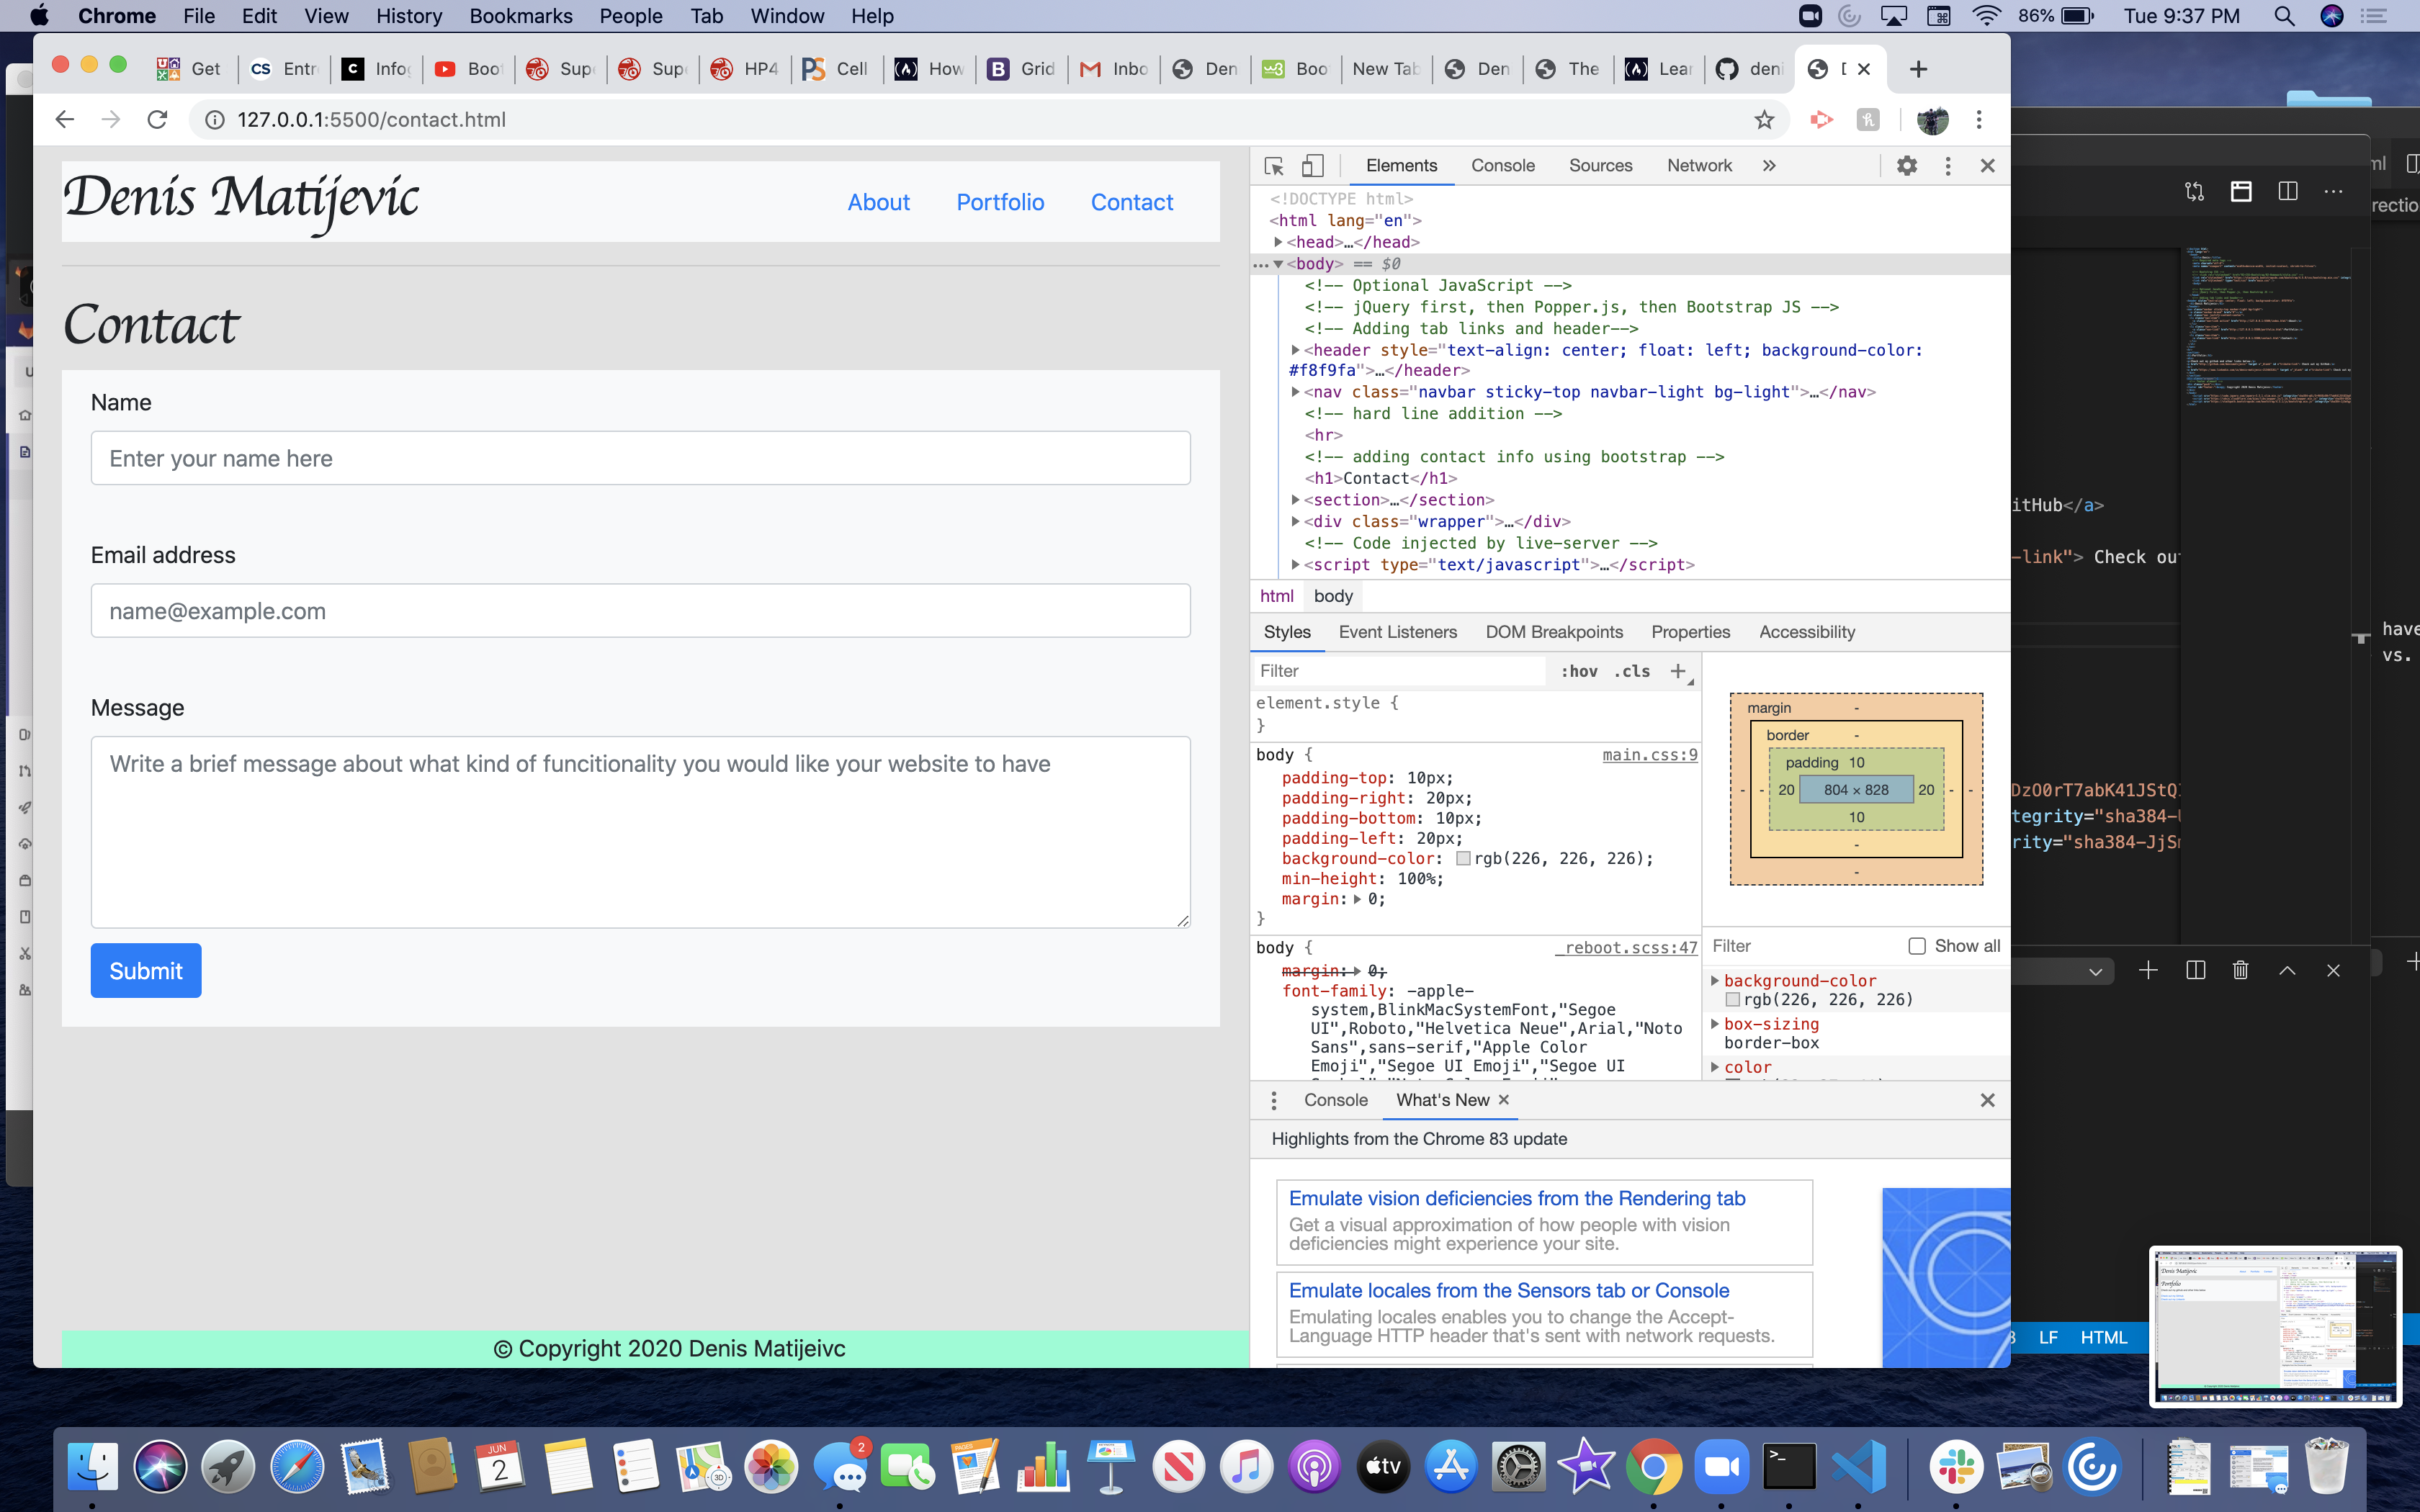 Chrome File Edit View History Bookmarks People Tab Window Help
86% Tue 9:37 PM
Get Entr Infog Boot Sup Sup HP4 Cell How Grid Inbo Den Boo New Tab Den The Lear deni
127.0.0.1:5500/contact.html
Denis Matijevic
About Portfolio Contact
Contact
Name
Enter your name here
Email address
name@example.com
Message
Write a brief message about what kind of funcitionality you would like your website to have
Submit
© Copyright 2020 Denis Matijeivc
Elements Console Sources Network »
<!DOCTYPE html>
<html lang="en">
<head>…</head>
<body> == $0
<!-- Optional JavaScript -->
<!-- jQuery first, then Popper.js, then Bootstrap JS -->
<!-- Adding tab links and header-->
<header style="text-align: center; float: left; background-color:
#f8f9fa">…</header>
<nav class="navbar sticky-top navbar-light bg-light">…</nav>
<!-- hard line addition -->
<hr>
<!-- adding contact info using bootstrap -->
<h1>Contact</h1>
<section>…</section>
<div class="wrapper">…</div>
<!-- Code injected by live-server -->
<script type="text/javascript">…</script>
html body
Styles Event Listeners DOM Breakpoints Properties Accessibility
Filter :hov .cls +
element.style {
}
body { main.css:9
padding-top: 10px;
padding-right: 20px;
padding-bottom: 10px;
padding-left: 20px;
background-color: rgb(226, 226, 226);
min-height: 100%;
margin: 0;
}
body { _reboot.scss:47
margin: 0;
font-family: -apple-
system,BlinkMacSystemFont,"Segoe
UI",Roboto,"Helvetica Neue",Arial,"Noto
Sans",sans-serif,"Apple Color
Emoji","Segoe UI Emoji","Segoe UI
margin -
border -
padding 10
- - 20 804 × 828 20 - -
10
-
-
Filter Show all
background-color
rgb(226, 226, 226)
box-sizing
border-box
color
Console What's New
Highlights from the Chrome 83 update
Emulate vision deficiencies from the Rendering tab
Get a visual approximation of how people with vision
deficiencies might experience your site.
Emulate locales from the Sensors tab or Console
Emulating locales enables you to change the Accept-
Language HTTP header that's sent with network requests.
itHub</a>
-link"> Check ou
have
vs.
DzO0rT7abK41JStQ
tegrity="sha384-
rity="sha384-JjS
LF HTML
JUN
2
2
PAGES
3D
tv